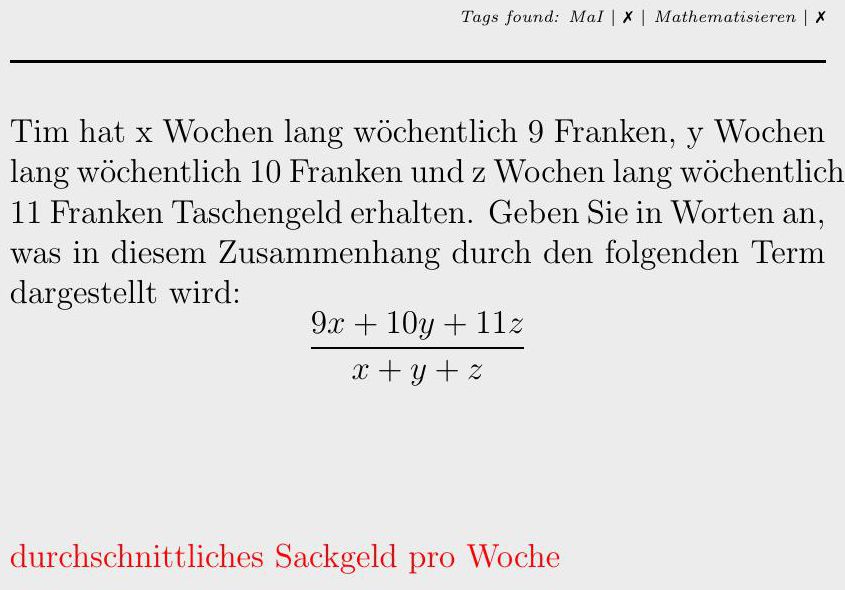 Tags found: MaI | ✗ | Mathematisieren | ✗
Tim hat x Wochen lang wöchentlich 9 Franken, y Wochen
lang wöchentlich 10 Franken und z Wochen lang wöchentlich
11 Franken Taschengeld erhalten. Geben Sie in Worten an,
was in diesem Zusammenhang durch den folgenden Term
dargestellt wird:
9x + 10y + 11z
x + y + z
durchschnittliches Sackgeld pro Woche